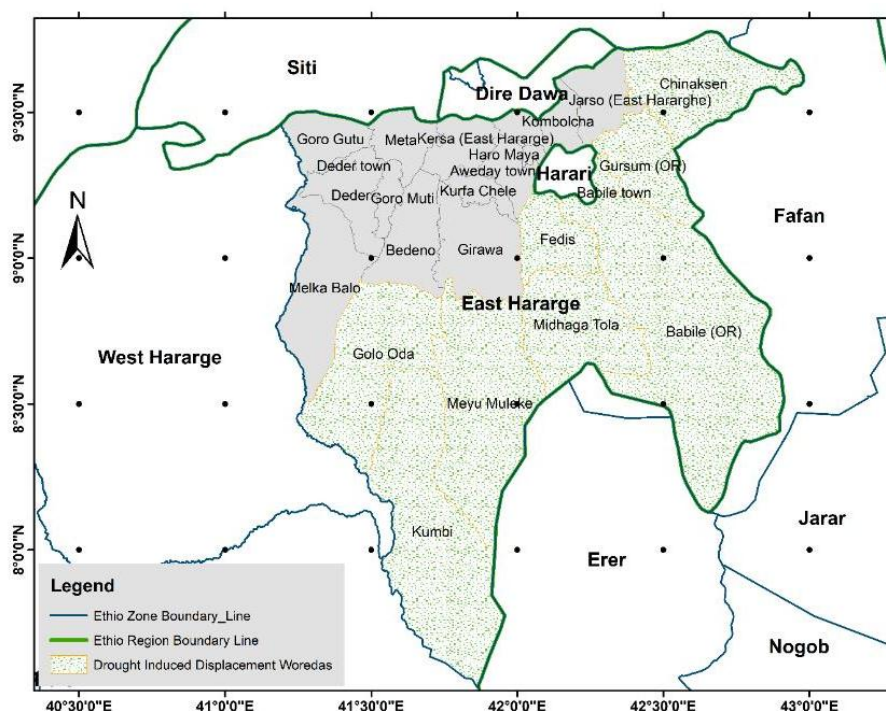 Siti
Dire Dawa
Chinaksen
Jarso (East Hararghe)
Kombolcha
Goro Gutu
Meta
Kersa (East Hararge)
Haro Maya
Deder town
Aweday town
Harari
Gursum (OR)
Deder
Goro Muti
Kurfa Chele
Babile town
Fafan
Bedeno
Girawa
Fedis
Melka Balo
East Hararge
Midhaga Tola
Babile (OR)
West Hararge
Golo Oda
Meyu Muleke
Kumbi
Erer
Jarar
Nogob
N
9°30'0"N
9°0'0"N
8°30'0"N
8°0'0"N
Legend
Ethio Zone Boundary_Line
Ethio Region Boundary Line
Drought Induced Displacement Woredas
40°30'0"E 41°0'0"E 41°30'0"E 42°0'0"E 42°30'0"E 43°0'0"E